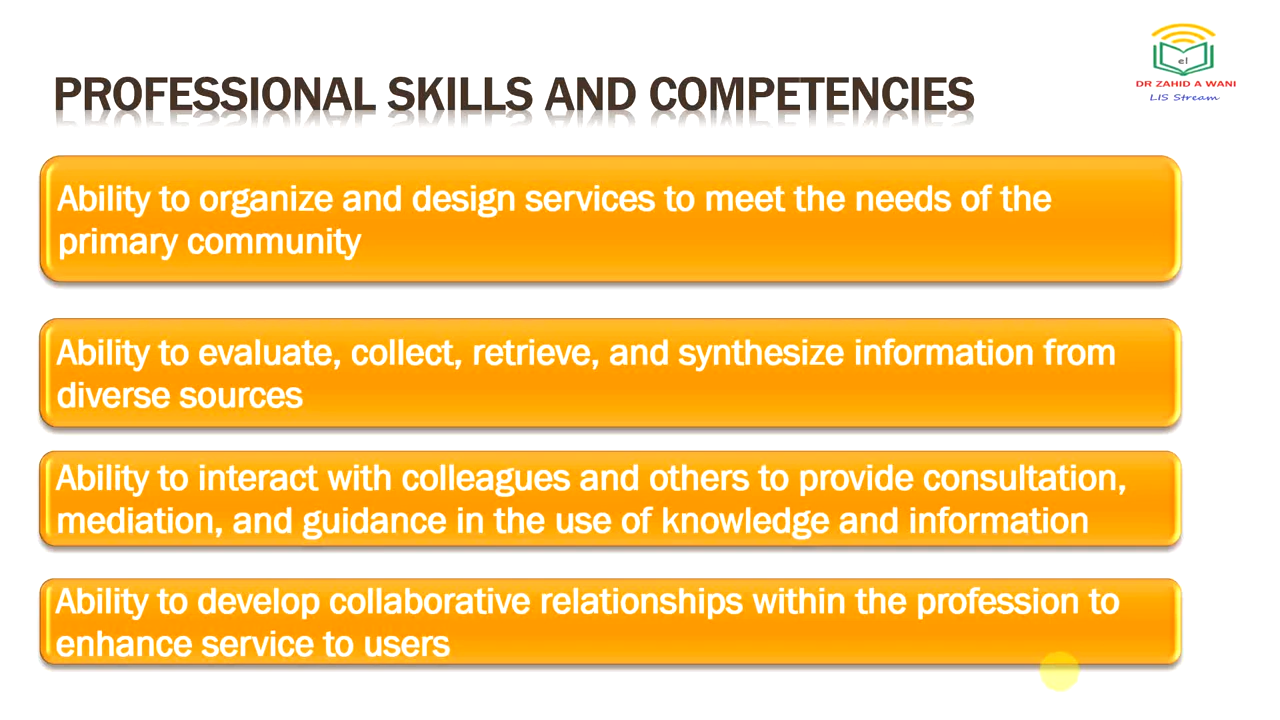 PROFESSIONAL SKILLS AND COMPETENCIES
el
DR ZAHID A WANI
LIS Stream
Ability to organize and design services to meet the needs of the
primary community
Ability to evaluate, collect, retrieve, and synthesize information from
diverse sources
Ability to interact with colleagues and others to provide consultation,
mediation, and guidance in the use of knowledge and information
Ability to develop collaborative relationships within the profession to
enhance service to users